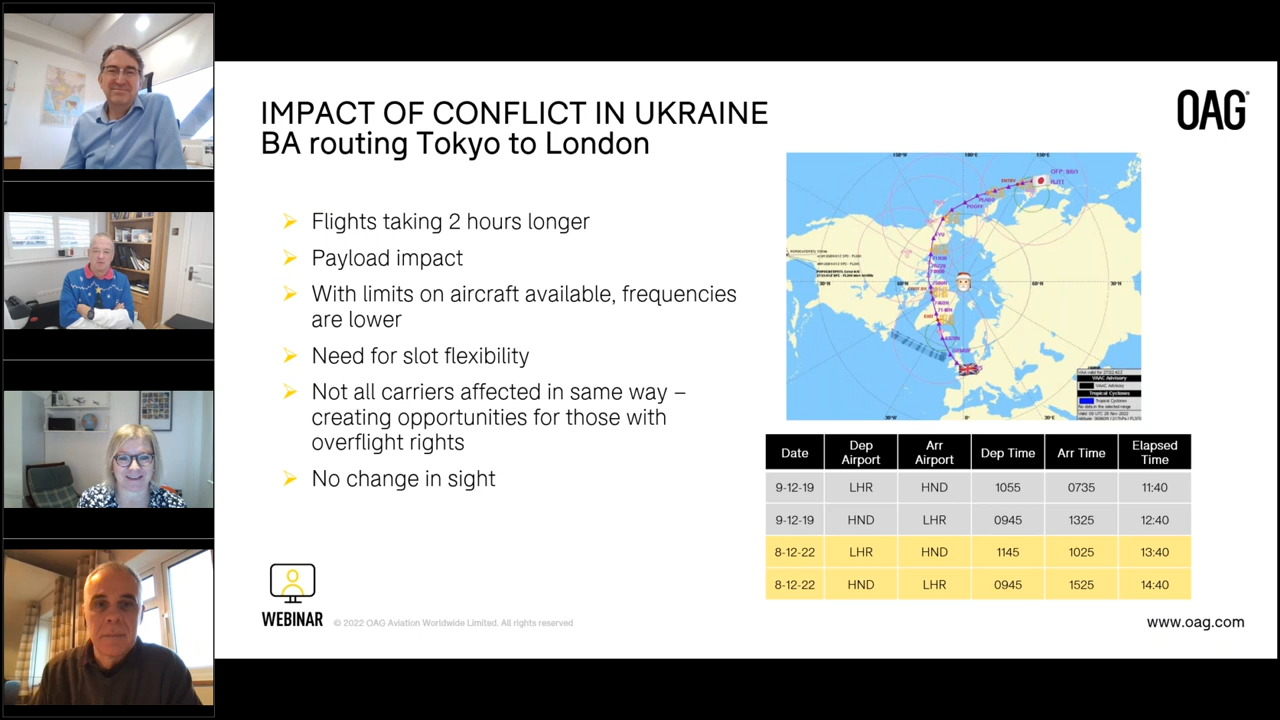 IMPACT OF CONFLICT IN UKRAINE
BA routing Tokyo to London
OAG
Flights taking 2 hours longer
Payload impact
With limits on aircraft available, frequencies
are lower
Need for slot flexibility
Not all carriers affected in same way –
creating opportunities for those with
overflight rights
No change in sight
VAAC Advisory
Tropical Cyclones
Date Dep Airport Arr Airport Dep Time Arr Time Elapsed Time
9-12-19 LHR HND 1055 0735 11:40
9-12-19 HND LHR 0945 1325 12:40
8-12-22 LHR HND 1145 1025 13:40
8-12-22 HND LHR 0945 1525 14:40
WEBINAR
© 2022 OAG Aviation Worldwide Limited. All rights reserved
www.oag.com